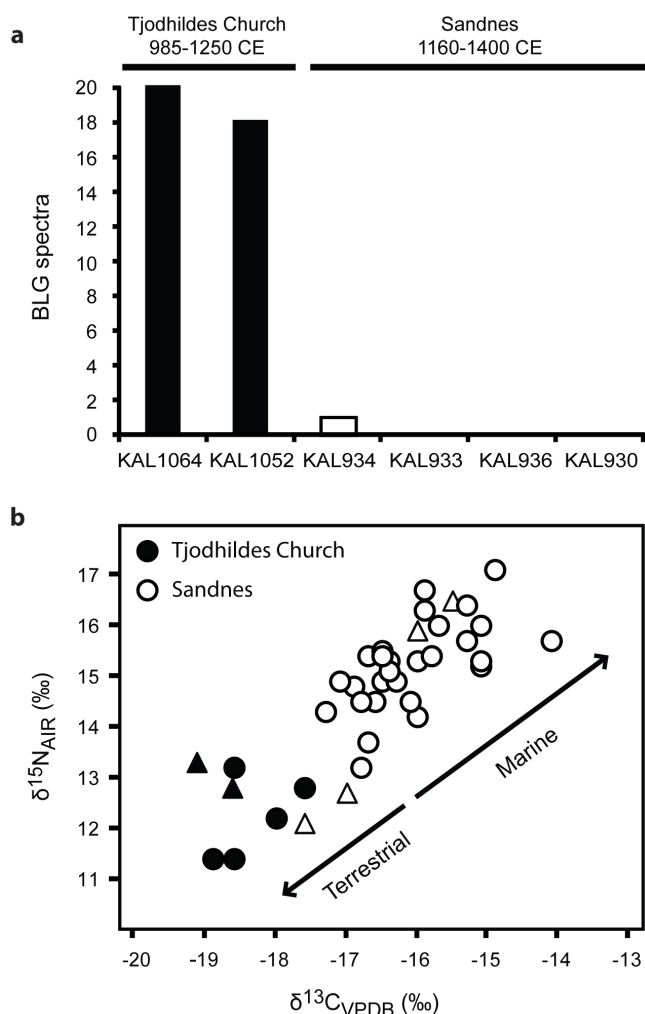 a
Tjodhildes Church
985-1250 CE
Sandnes
1160-1400 CE
BLG spectra
20
18
16
14
12
10
8
6
4
2
0
KAL1064 KAL1052 KAL934 KAL933 KAL936 KAL930
b
Tjodhildes Church
Sandnes
δ15NAIR (‰)
17
16
15
14
13
12
11
Marine
Terrestrial
-20 -19 -18 -17 -16 -15 -14 -13
δ13CVPDB (‰)